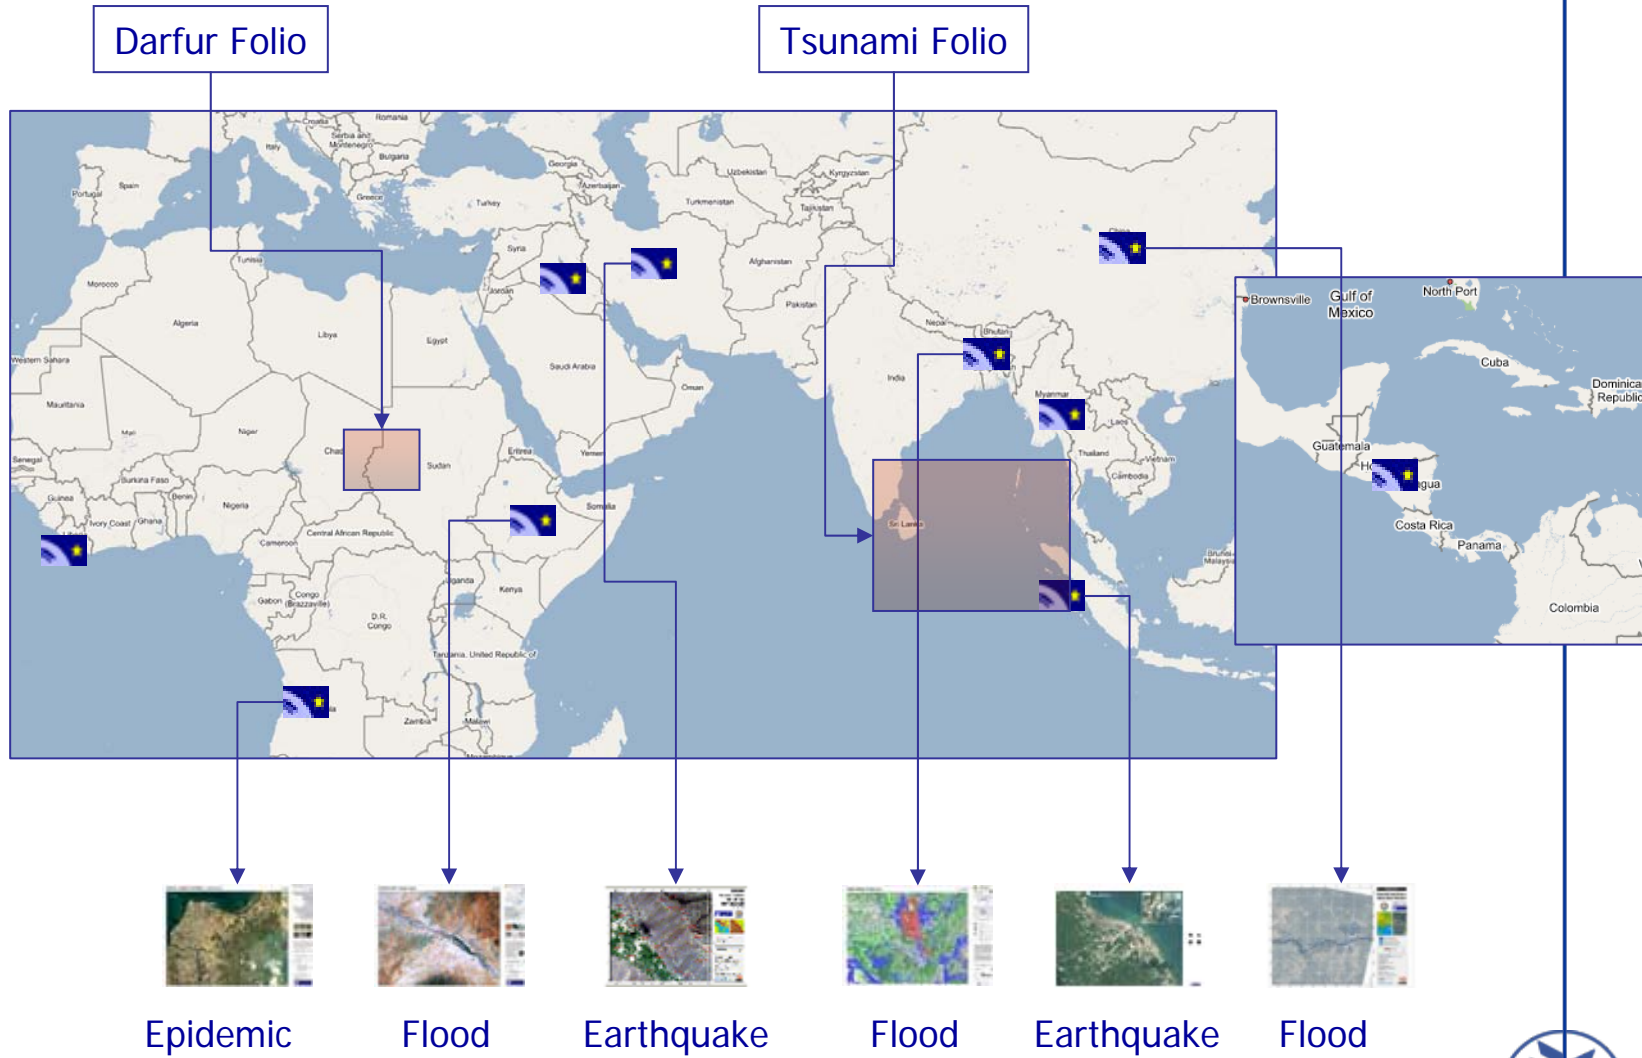 Darfur Folio
Tsunami Folio
Croatia
Romania
Serbia and
Montenegro
Italy
Bulgaria
Georgia
Azerbaijan
Uzbekistan
Kyrgyzstan
Portugal
Spain
Greece
Turkey
Turkmenistan
Tajikistan
Tunisia
Syria
Afghanistan
China
Morocco
Jordan
Pakistan
Brownsville
Gulf of
Mexico
North Port
Algeria
Libya
Egypt
Nepal
Bhutan
Western Sahara
Saudi Arabia
India
Cuba
Oman
Myanmar
Dominica
Republic
Mauritania
Mali
Niger
Chad
Sudan
Eritrea
Yemen
Laos
Thailand
Vietnam
Cambodia
Guatemala
Ho
agua
Senegal
Burkina Faso
Guinea
Benin
Nigeria
Somalia
Ivory Coast
Ghana
Central African Republic
Cameroon
Sri Lanka
Costa Rica
Panama
Brunei
Malaysia
Uganda
Kenya
Gabon
Congo
(Brazzaville)
D.R.
Congo
Colombia
Tanzania, United Republic of
Zambia
Malawi
Epidemic
Flood
Earthquake
Flood
Earthquake
Flood